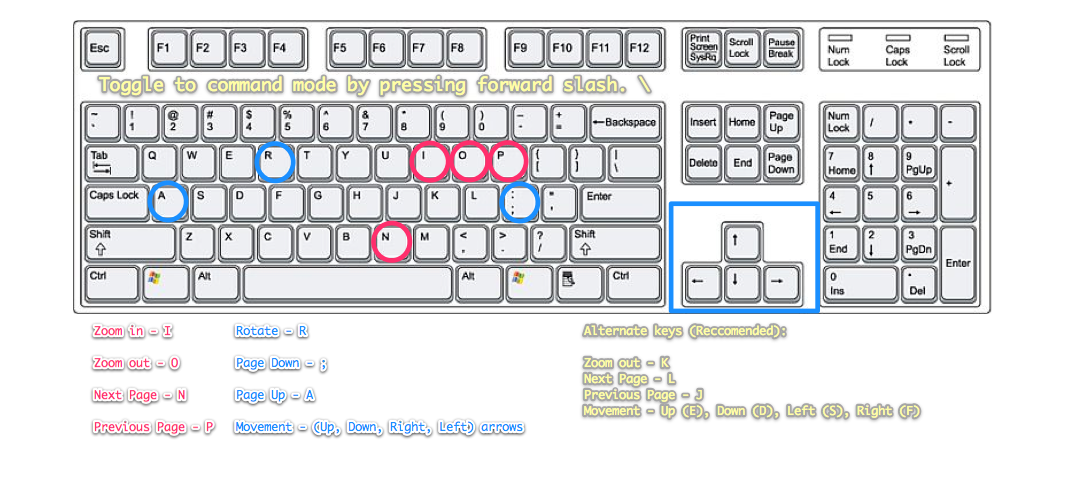 Esc F1 F2 F3 F4 F5 F6 F7 F8 F9 F10 F11 F12 Print Screen SysRq Scroll Lock Pause Break Num Lock Caps Lock Scroll Lock
Toggle to command mode by pressing forward slash. \
~ ` ! 1 @ 2 # 3 $ 4 % 5 ^ 6 & 7 * 8 ( 9 ) 0 _ - + = ←Backspace Insert Home Page Up Num Lock / * -
Tab Q W E R T Y U I O P { [ } ] | \ Delete End Page Down 7 Home 8 ↑ 9 PgUp +
Caps Lock A S D F G H J K L : ; " ' Enter 4 ← 5 6 →
Shift Z X C V B N M < , > . ? / Shift ↑ 1 End 2 ↓ 3 PgDn Enter
Ctrl Alt Alt Ctrl ← ↓ → 0 Ins . Del
Zoom in - I Rotate - R Alternate keys (Reccomended):
Zoom out - O Page Down - ; Zoom out - K
Next Page - L
Next Page - N Page Up - A Previous Page - J
Movement - Up (E), Down (D), Left (S), Right (F)
Previous Page - P Movement - (Up, Down, Right, Left) arrows